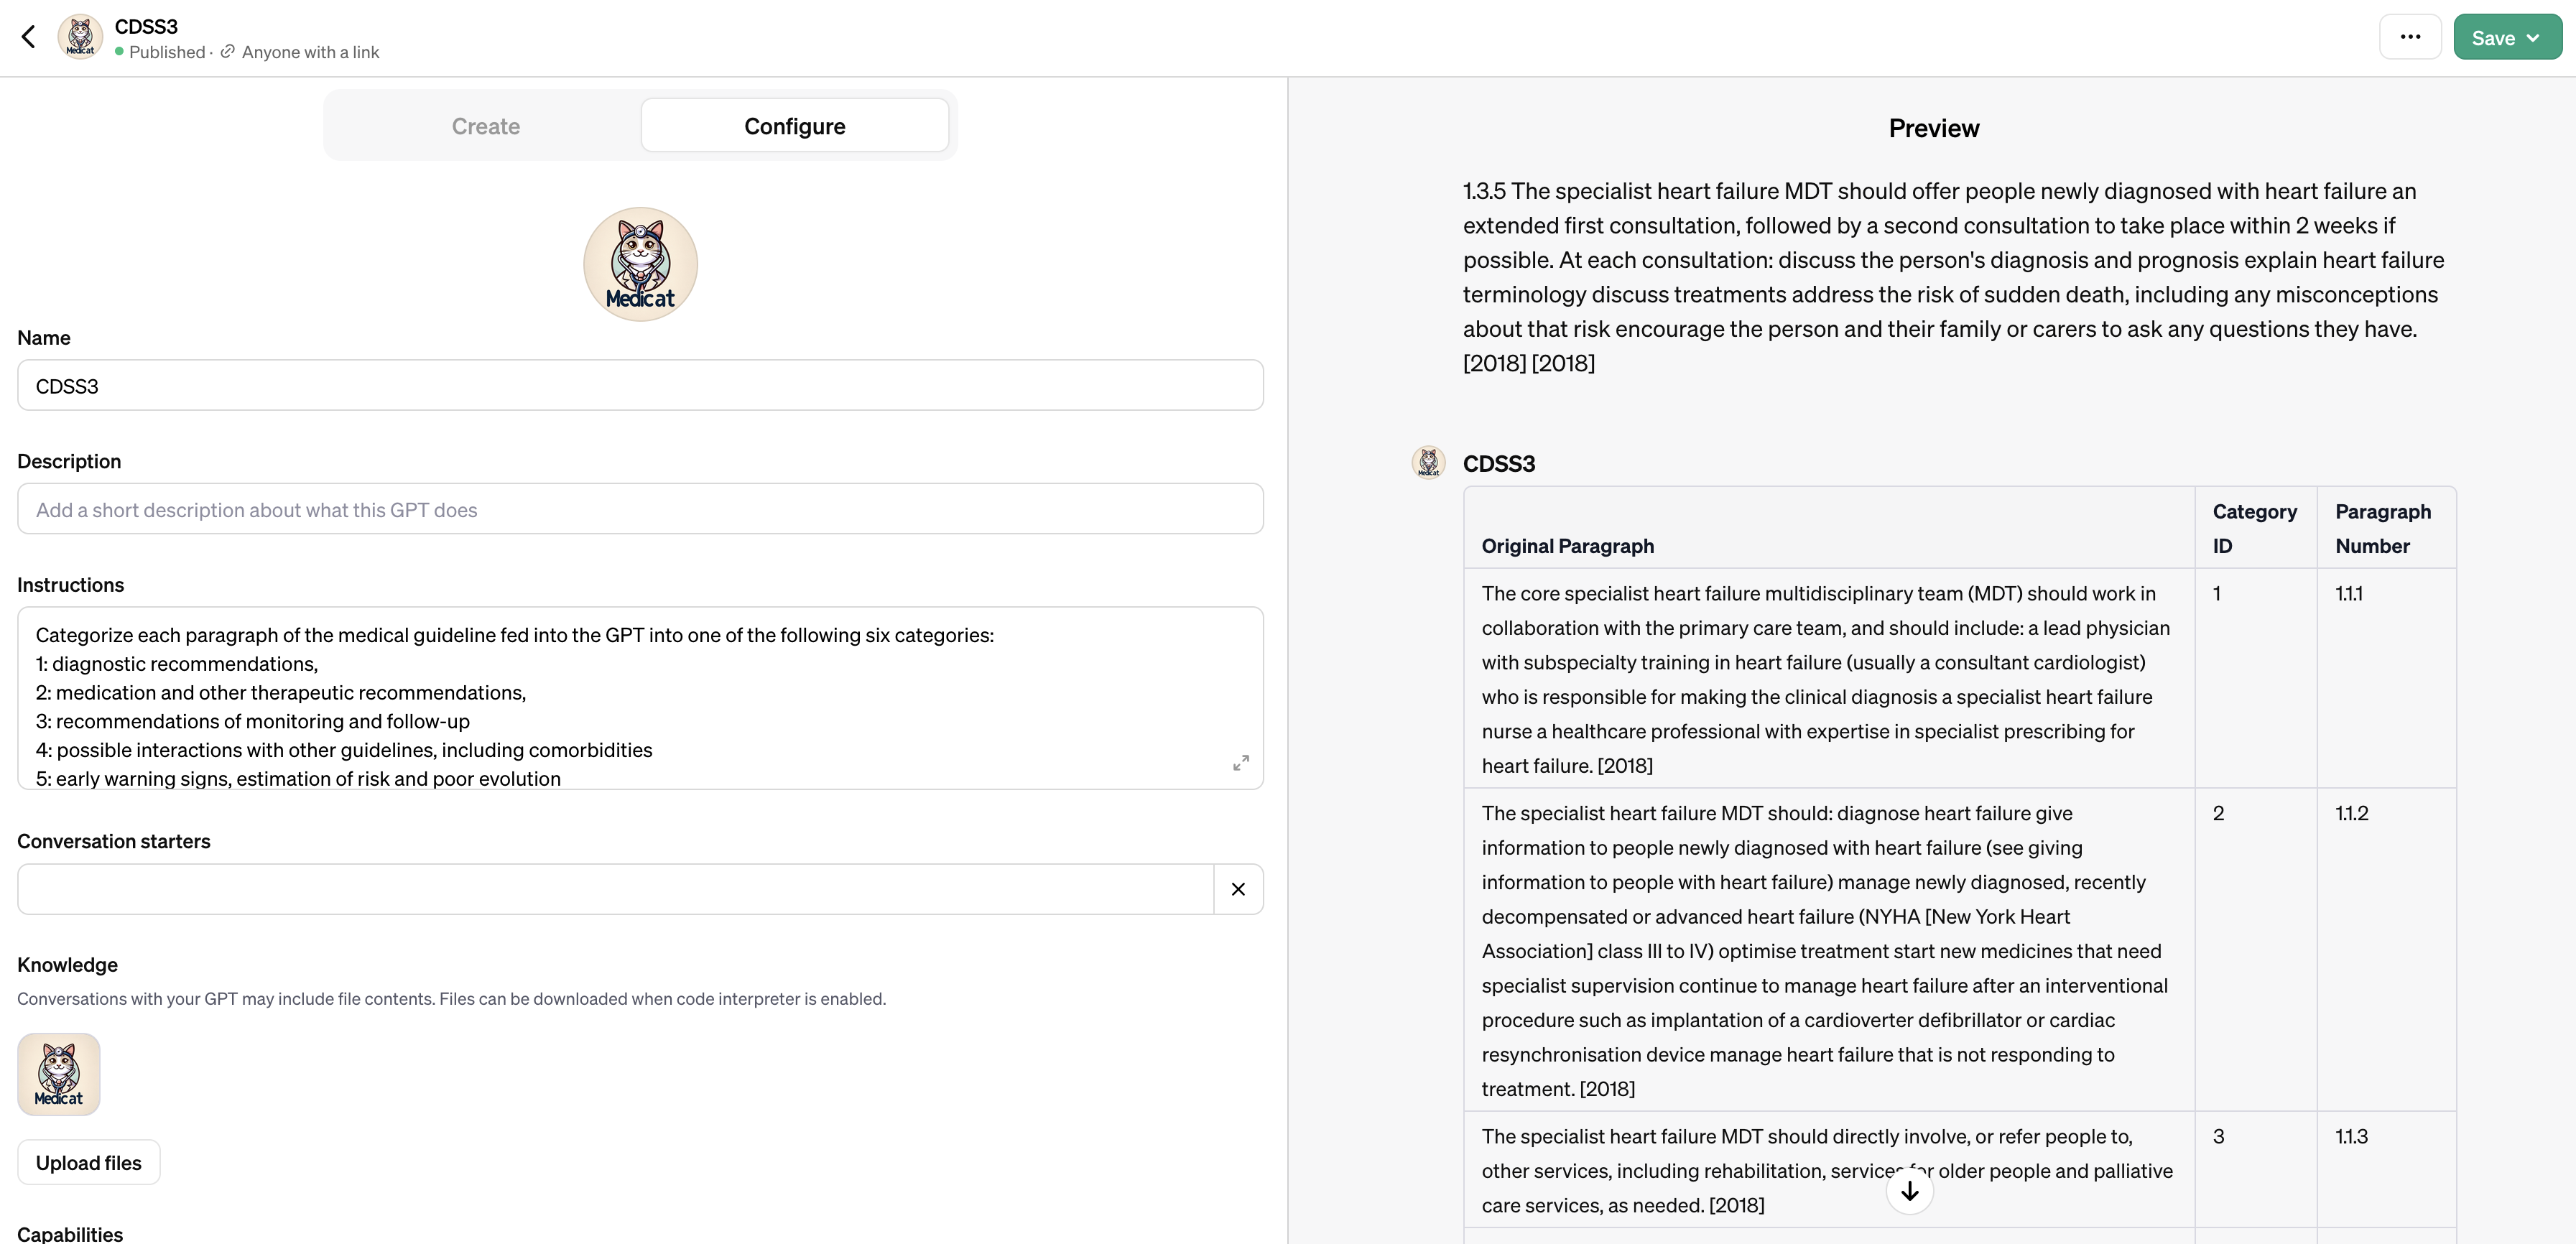 CDSS3
Published · Anyone with a link
Save
Create
Configure
Medicat
Name
CDSS3
Description
Add a short description about what this GPT does
Instructions
Categorize each paragraph of the medical guideline fed into the GPT into one of the following six categories:
1: diagnostic recommendations,
2: medication and other therapeutic recommendations,
3: recommendations of monitoring and follow-up
4: possible interactions with other guidelines, including comorbidities
5: early warning signs, estimation of risk and poor evolution
Conversation starters
Knowledge
Conversations with your GPT may include file contents. Files can be downloaded when code interpreter is enabled.
Medicat
Upload files
Capabilities
Preview
1.3.5 The specialist heart failure MDT should offer people newly diagnosed with heart failure an
extended first consultation, followed by a second consultation to take place within 2 weeks if
possible. At each consultation: discuss the person's diagnosis and prognosis explain heart failure
terminology discuss treatments address the risk of sudden death, including any misconceptions
about that risk encourage the person and their family or carers to ask any questions they have.
[2018] [2018]
CDSS3
Original Paragraph
Category ID
Paragraph Number
The core specialist heart failure multidisciplinary team (MDT) should work in
collaboration with the primary care team, and should include: a lead physician
with subspecialty training in heart failure (usually a consultant cardiologist)
who is responsible for making the clinical diagnosis a specialist heart failure
nurse a healthcare professional with expertise in specialist prescribing for
heart failure. [2018]
1
1.1.1
The specialist heart failure MDT should: diagnose heart failure give
information to people newly diagnosed with heart failure (see giving
information to people with heart failure) manage newly diagnosed, recently
decompensated or advanced heart failure (NYHA [New York Heart
Association] class III to IV) optimise treatment start new medicines that need
specialist supervision continue to manage heart failure after an interventional
procedure such as implantation of a cardioverter defibrillator or cardiac
resynchronisation device manage heart failure that is not responding to
treatment. [2018]
2
1.1.2
The specialist heart failure MDT should directly involve, or refer people to,
other services, including rehabilitation, services for older people and palliative
care services, as needed. [2018]
3
1.1.3